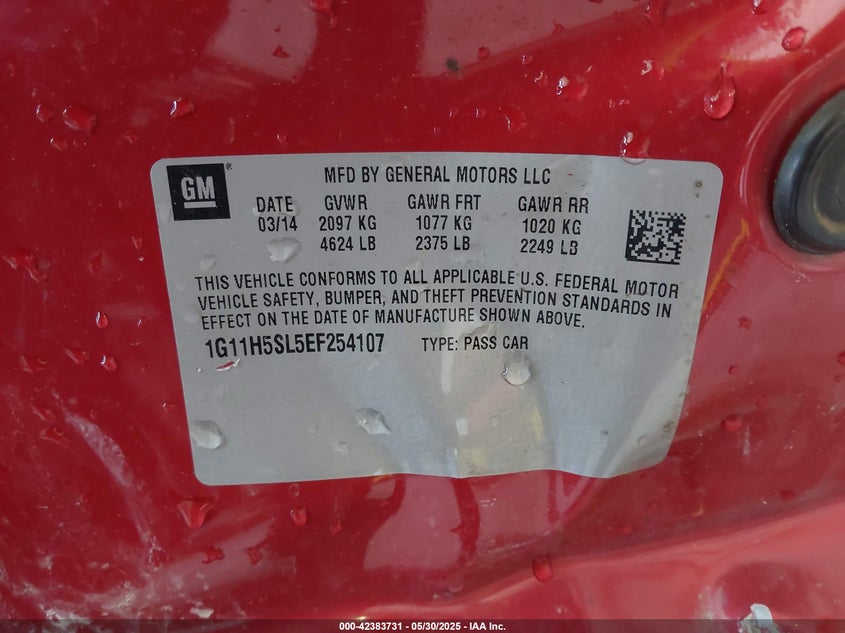 GM
MFD BY GENERAL MOTORS LLC
DATE GVWR GAWR FRT GAWR RR
03/14 2097 KG 1077 KG 1020 KG
4624 LB 2375 LB 2249 LB
THIS VEHICLE CONFORMS TO ALL APPLICABLE U.S. FEDERAL MOTOR
VEHICLE SAFETY, BUMPER, AND THEFT PREVENTION STANDARDS IN
EFFECT ON THE DATE OF MANUFACTURE SHOWN ABOVE.
1G11H5SL5EF254107 TYPE: PASS CAR
000-42383731 - 05/30/2025 - IAA Inc.